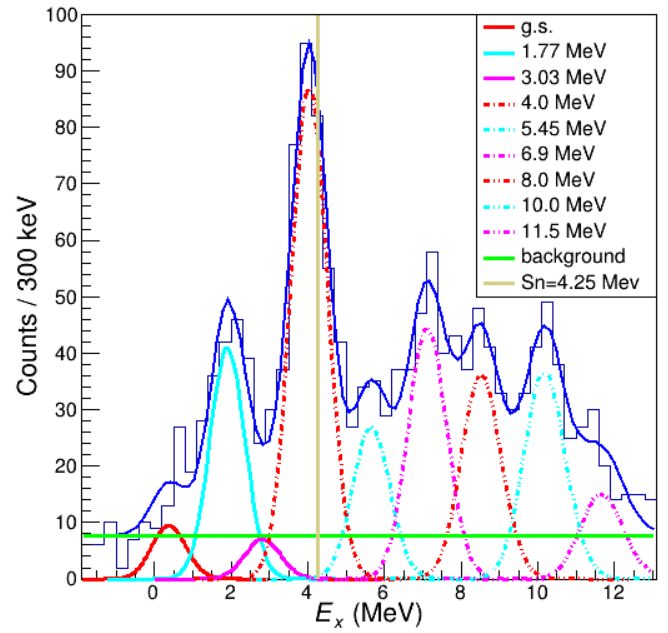 Counts / 300 keV
100
90
80
70
60
50
40
30
20
10
0
g.s.
1.77 MeV
3.03 MeV
4.0 MeV
5.45 MeV
6.9 MeV
8.0 MeV
10.0 MeV
11.5 MeV
background
Sn=4.25 Mev
0 2 4 6 8 10 12
Eₓ (MeV)